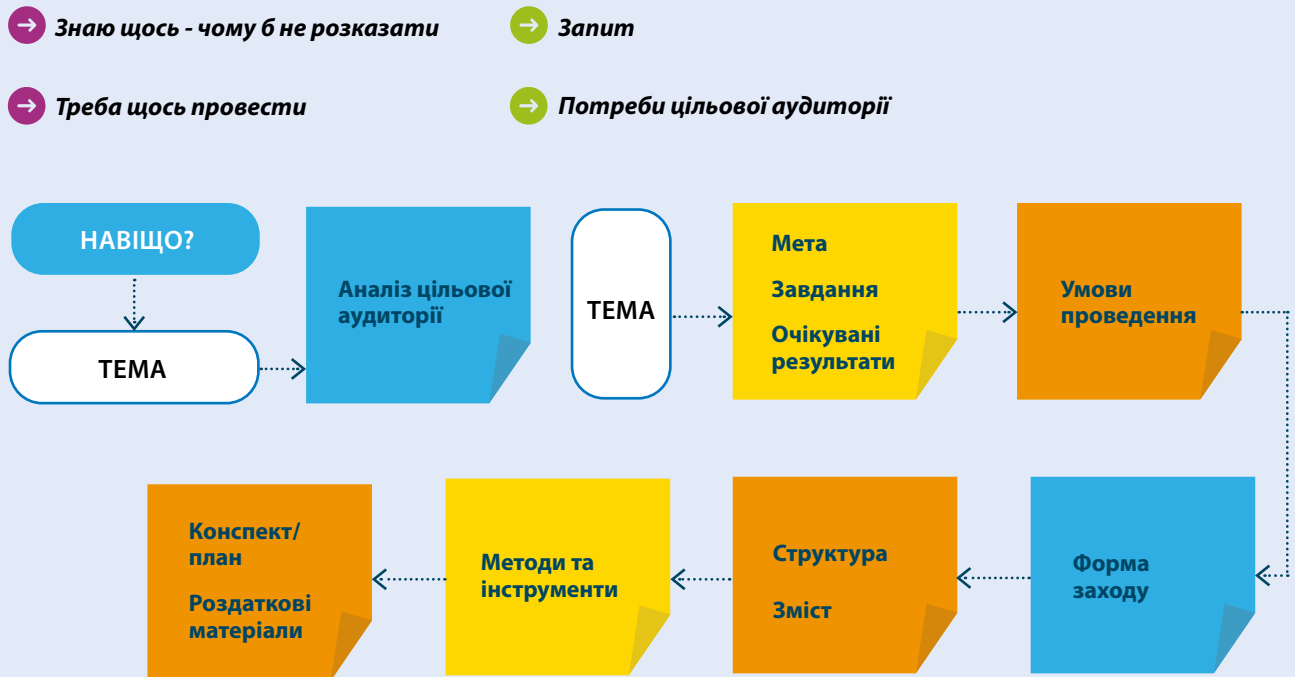 Знаю щось - чому б не розказати
Запит
Треба щось провести
Потреби цільової аудиторії
НАВІЩО?
ТЕМА
Аналіз цільової
аудиторії
ТЕМА
Мета
Завдання
Очікувані
результати
Умови
проведення
Форма
заходу
Структура
Зміст
Методи та
інструменти
Конспект/
план
Роздаткові
матеріали